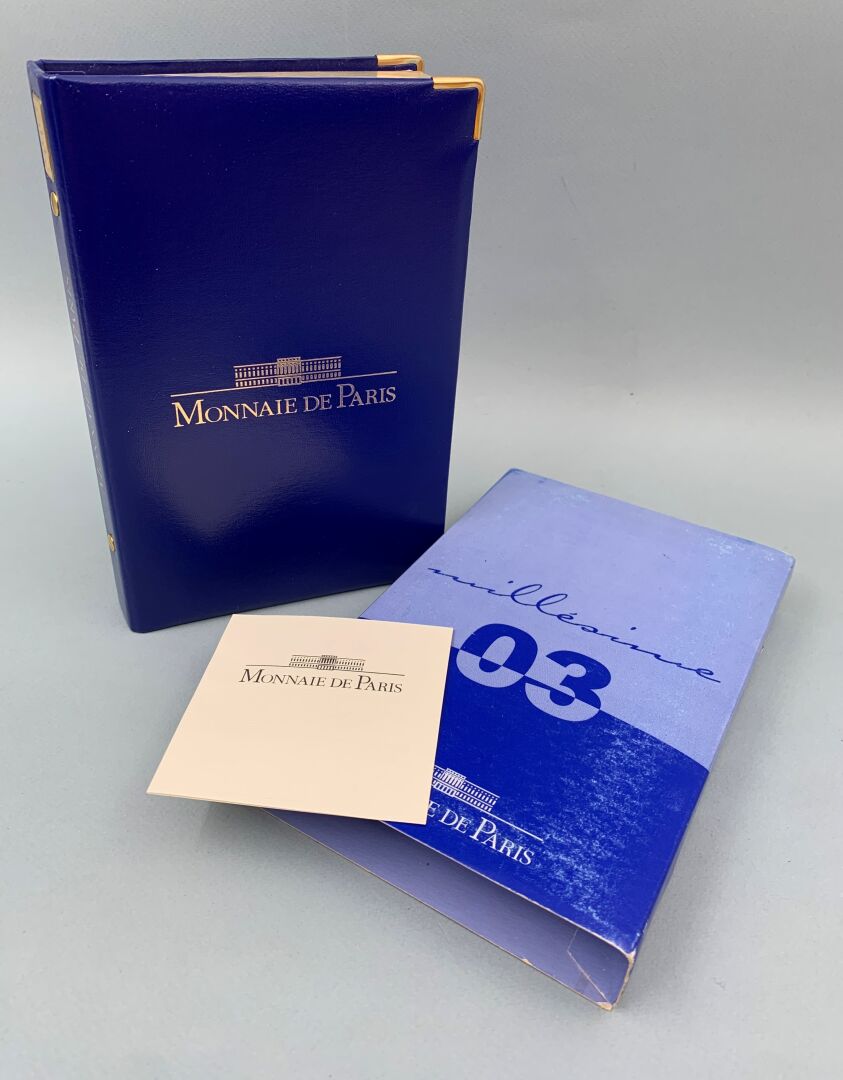 MONNAIE DE PARIS
millésime
03
MONNAIE DE PARIS
DE PARIS